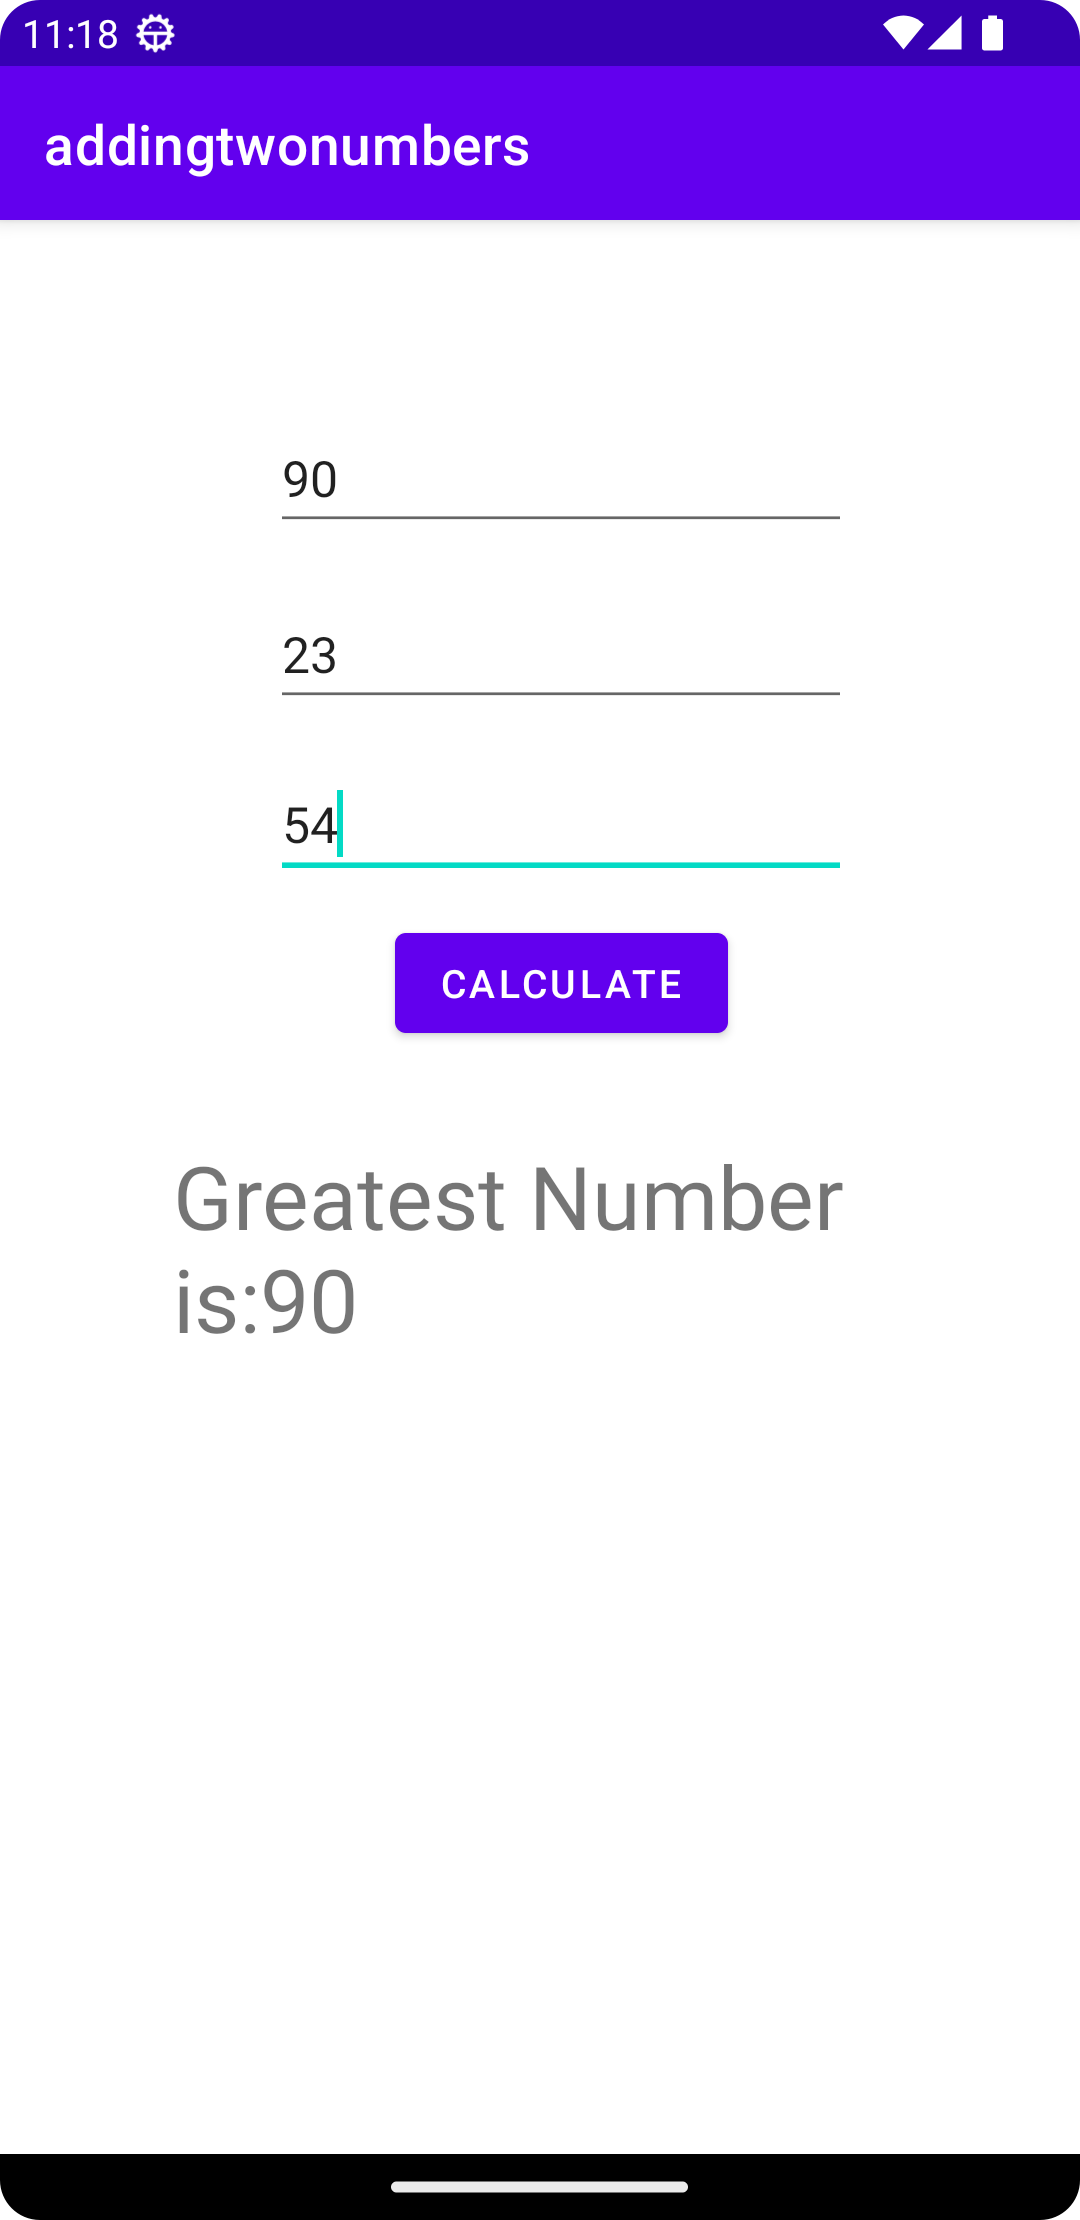 11:18
addingtwonumbers
90
23
54
CALCULATE
Greatest Number
is:90